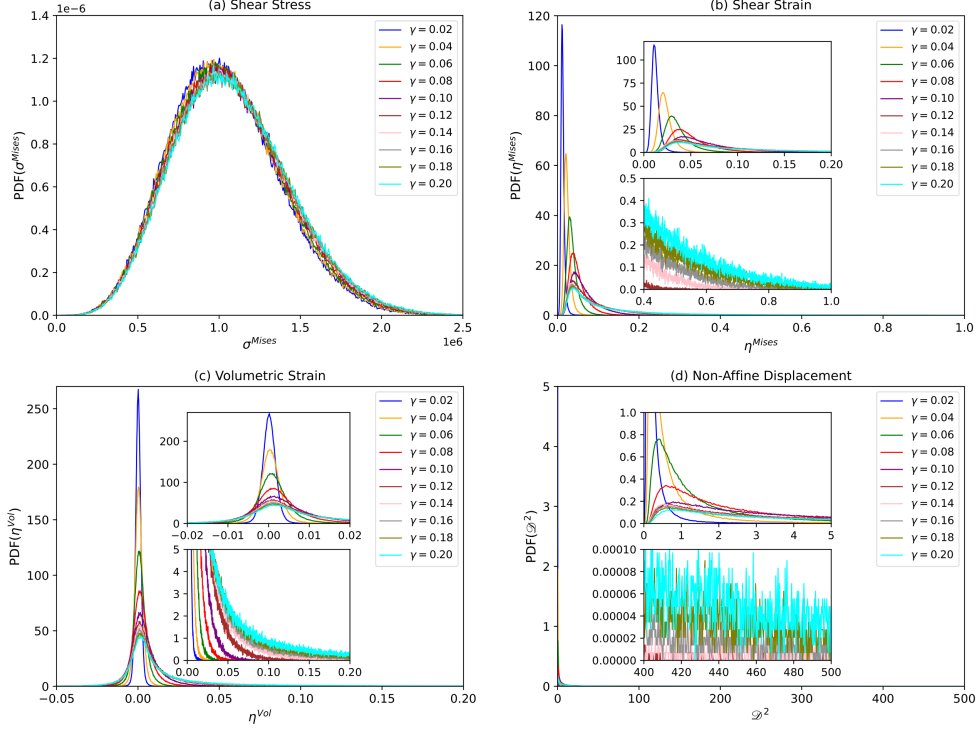 (a) Shear Stress
1e−6
1.4
1.2
1.0
0.8
0.6
0.4
0.2
0.0
PDF(σ^Mises)
0.0 0.5 1.0 1.5 2.0 2.5
1e6
σ^Mises
γ = 0.02
γ = 0.04
γ = 0.06
γ = 0.08
γ = 0.10
γ = 0.12
γ = 0.14
γ = 0.16
γ = 0.18
γ = 0.20
(b) Shear Strain
120
100
80
60
40
20
0
PDF(η^Mises)
0.0 0.2 0.4 0.6 0.8 1.0
η^Mises
100
75
50
25
0
0.00 0.05 0.10 0.15 0.20
0.5
0.4
0.3
0.2
0.1
0.0
0.4 0.6 0.8 1.0
γ = 0.02
γ = 0.04
γ = 0.06
γ = 0.08
γ = 0.10
γ = 0.12
γ = 0.14
γ = 0.16
γ = 0.18
γ = 0.20
(c) Volumetric Strain
250
200
150
100
50
0
PDF(η^Vol)
−0.05 0.00 0.05 0.10 0.15 0.20
η^Vol
200
100
0
−0.02 −0.01 0.00 0.01 0.02
5
4
3
2
1
0
0.00 0.05 0.10 0.15 0.20
γ = 0.02
γ = 0.04
γ = 0.06
γ = 0.08
γ = 0.10
γ = 0.12
γ = 0.14
γ = 0.16
γ = 0.18
γ = 0.20
(d) Non-Affine Displacement
5
4
3
2
1
0
PDF(𝒟²)
0 100 200 300 400 500
𝒟²
1.0
0.8
0.6
0.4
0.2
0.0
0 1 2 3 4 5
0.00010
0.00008
0.00006
0.00004
0.00002
0.00000
400 420 440 460 480 500
γ = 0.02
γ = 0.04
γ = 0.06
γ = 0.08
γ = 0.10
γ = 0.12
γ = 0.14
γ = 0.16
γ = 0.18
γ = 0.20